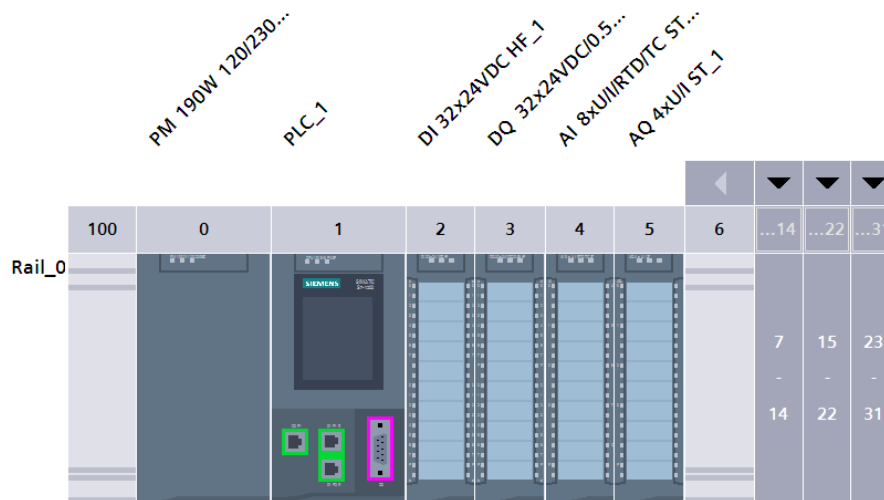 PM 190W 120/230...
PLC_1
DI 32x24VDC HF_1
DQ 32x24VDC/0.5...
AI 8xU/I/RTD/TC ST...
AQ 4xU/I ST_1
100 0 1 2 3 4 5 6 ...14 ...22 ...31
Rail_0
SIEMENS
7 15 23
- - -
14 22 31